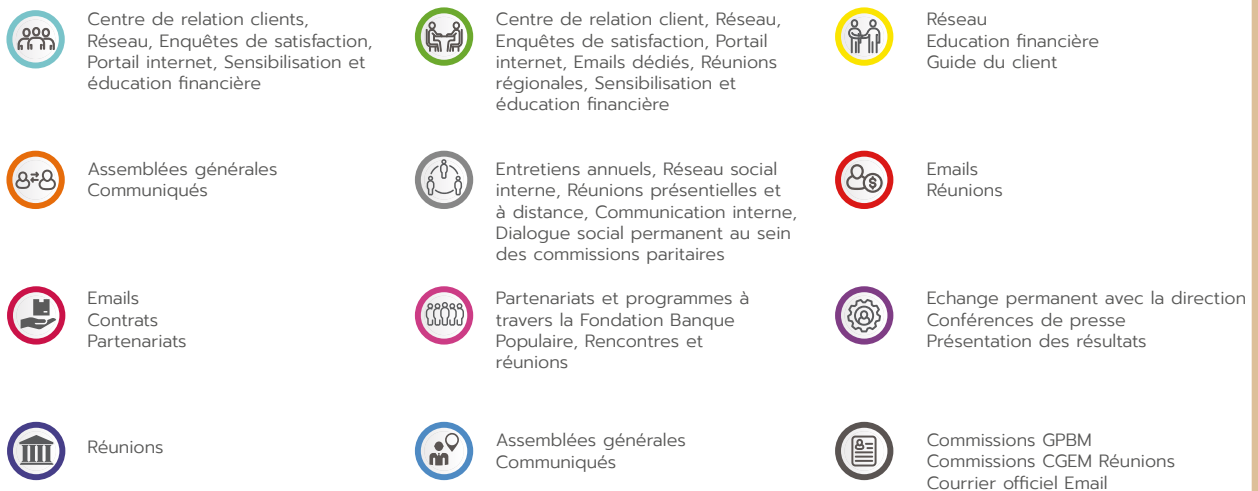 Centre de relation clients,
Réseau, Enquêtes de satisfaction,
Portail internet, Sensibilisation et
éducation financière
Centre de relation client, Réseau,
Enquêtes de satisfaction, Portail
internet, Emails dédiés, Réunions
régionales, Sensibilisation et
éducation financière
Réseau
Education financière
Guide du client
Assemblées générales
Communiqués
Entretiens annuels, Réseau social
interne, Réunions présentielles et
à distance, Communication interne,
Dialogue social permanent au sein
des commissions paritaires
Emails
Réunions
Emails
Contrats
Partenariats
Partenariats et programmes à
travers la Fondation Banque
Populaire, Rencontres et
réunions
Echange permanent avec la direction
Conférences de presse
Présentation des résultats
Réunions
Assemblées générales
Communiqués
Commissions GPBM
Commissions CGEM Réunions
Courrier officiel Email